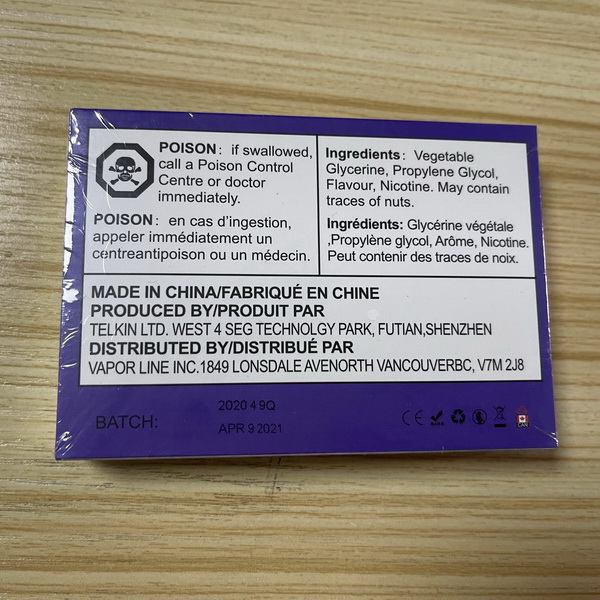 POISON: if swallowed,
call a Poison Control
Centre or doctor
immediately.
POISON: en cas d'ingestion,
appeler immédiatement un
centreantipoison ou un médecin.
Ingredients: Vegetable
Glycerine, Propylene Glycol,
Flavour, Nicotine. May contain
traces of nuts.
Ingrédients: Glycérine végétale
,Propylène glycol, Arôme, Nicotine.
Peut contenir des traces de noix.
MADE IN CHINA/FABRIQUÉ EN CHINE
PRODUCED BY/PRODUIT PAR
TELKIN LTD. WEST 4 SEG TECHNOLGY PARK, FUTIAN,SHENZHEN
DISTRIBUTED BY/DISTRIBUÉ PAR
VAPOR LINE INC.1849 LONSDALE AVENORTH VANCOUVERBC, V7M 2J8
BATCH:
2020 4 9Q
APR 9 2021
CE